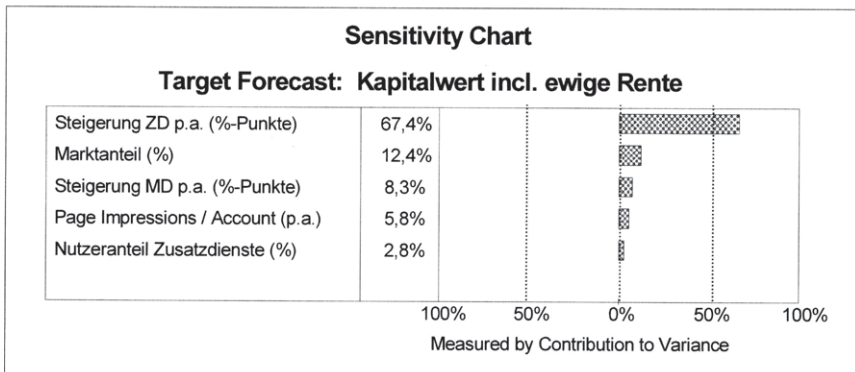 Sensitivity Chart
Target Forecast: Kapitalwert incl. ewige Rente
Steigerung ZD p.a. (%-Punkte) 67,4%
Marktanteil (%) 12,4%
Steigerung MD p.a. (%-Punkte) 8,3%
Page Impressions / Account (p.a.) 5,8%
Nutzeranteil Zusatzdienste (%) 2,8%
100% 50% 0% 50% 100%
Measured by Contribution to Variance